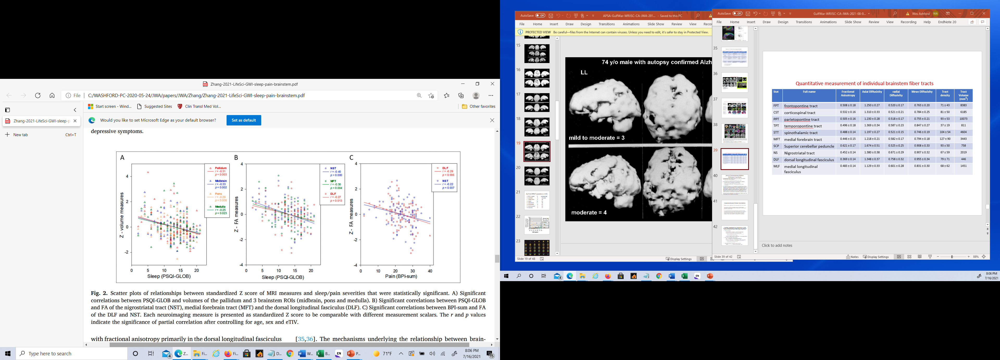 Zhang-2021-LifeSci-GWI-sleep-pain-brainstem.pdf
File
C:/WASHFORD-PC-2020-05-24/JWA/papers/JWA/Zhang/Zhang-2021-LifeSci-GWI-sleep-pain-brainstem.pdf
Start screen - Wind...
Suggested Sites
Clin Transl Med Vol...
Other favorites
Zhang-2021-LifeSci-GWI-sleep-p
New tab
Ctrl+T
Would you like to set Microsoft Edge as your default browser?
Set as default
depressive symptoms.
A
Pallidum
r = -0.31
p = 0.003
Midbrain
r = -0.33
p = 0.002
Pons
r = -0.29
p = 0.008
Medulla
r = -0.25
p = 0.023
Z - volume measures
4
2
0
-2
0 5 10 15 20
Sleep (PSQI-GLOB)
B
NST
r = -0.40
p = 0.000
MFT
r = -0.30
p = 0.004
DLF
r = -0.27
p = 0.013
Z - FA measures
4
2
0
-2
-4
0 5 10 15 20
Sleep (PSQI-GLOB)
C
DLF
r = -0.29
p = 0.006
NST
r = -0.22
p = 0.037
Z - FA measures
4
2
0
-2
-4
0 10 20 30 40
Pain (BPI-sum)
Fig. 2. Scatter plots of relationships between standardized Z score of MRI measures and sleep/pain severities that were statistically significant. A) Significant
correlations between PSQI-GLOB and volumes of the pallidum and 3 brainstem ROIs (midbrain, pons and medulla). B) Significant correlations between PSQI-GLOB
and FA of the nigrostriatal tract (NST), medial forebrain tract (MFT) and the dorsal longitudinal fasciculus (DLF). C) Significant correlations between BPI-sum and FA
of the DLF and NST. Each neuroimaging measure is presented as standardized Z score to be comparable with different measurement scalars. The r and p values
indicate the significance of partial correlation after controlling for age, sex and eTIV.
with fractional anisotropy primarily in the dorsal longitudinal fasciculus
[35,36]. The mechanisms underlying the relationship between brain-
Type here to search
4
Z...
Fi...
Fi...
D...
W...
B...
EN
P...
71°F
8:06 PM
7/16/2021
15
AutoSave Off
APSA-GulfWar-WRIISC-CA-JWA-201... - Saved to this PC
File Home Insert Draw Design Transitions Animations Slide Show Review View Recor
PROTECTED VIEW Be careful—files from the Internet can contain viruses. Unless you need to edit, it's safer to stay in Protected View.
15
16
17
18
19
20
21
22
23
74 y/o male with autopsy confirmed Alzh
LL
mild to moderate = 3
moderate = 4
Slide 19 of 48
Display Settings
AutoSave Off
GulfWar-WRIISC-CA-JWA-2021-08-0...
Wes Ashford
WA
File Home Insert Draw Design Transitions Animations Slide Show Review View Recording Help EndNote 20
35
36
37
38
39
40
41
42
Quantitative measurement of individual brainstem fiber tracts
Stat Full-name Fractional Anisotropy Axial Diffusivity radial Diffusivity Mean Diffusivity Tract density Tract Volume (mm3)
FPT frontopontine tract 0.508 ± 0.18 1.250 ± 0.27 0.520 ± 0.17 0.763 ± 0.20 71 ± 43 8383
CST corticospinal tract 0.532 ± 0.16 1.310 ± 0.33 0.521 ± 0.21 0.784 ± 0.25 81 ± 50 6185
PPT parietopontine tract 0.505 ± 0.16 1.230 ± 0.28 0.518 ± 0.17 0.755 ± 0.21 93 ± 53 10073
TPT temporopontine tract 0.496 ± 0.18 1.369 ± 0.34 0.587 ± 0.23 0.847 ± 0.27 37 ± 19 811
STT spinothalamic tract 0.488 ± 0.14 1.197 ± 0.27 0.521 ± 0.15 0.746 ± 0.19 104 ± 54 4604
MFT medial forebrain tract 0.446 ± 0.15 1.218 ± 0.21 0.582 ± 0.17 0.794 ± 0.18 127 ± 90 3443
SCP Superior cerebellar peduncle 0.621 ± 0.17 1.674 ± 0.51 0.525 ± 0.25 0.908 ± 0.33 93 ± 50 758
NS Nigrostriatal tract 0.452 ± 0.14 1.380 ± 0.38 0.671 ± 0.29 0.907 ± 0.32 67 ± 59 2019
DLF dorsal longitudinal fasciculus 0.369 ± 0.14 1.348 ± 0.37 0.758 ± 0.32 0.955 ± 0.34 79 ± 71 446
MLF medial longitudinal fasciculus 0.483 ± 0.14 1.129 ± 0.33 0.601 ± 0.28 0.831 ± 0.30 68 ± 62 1451
Click to add notes
Slide 39 of 42
Notes
Display Settings
88%
4
EN
8:06 PM
7/16/2021